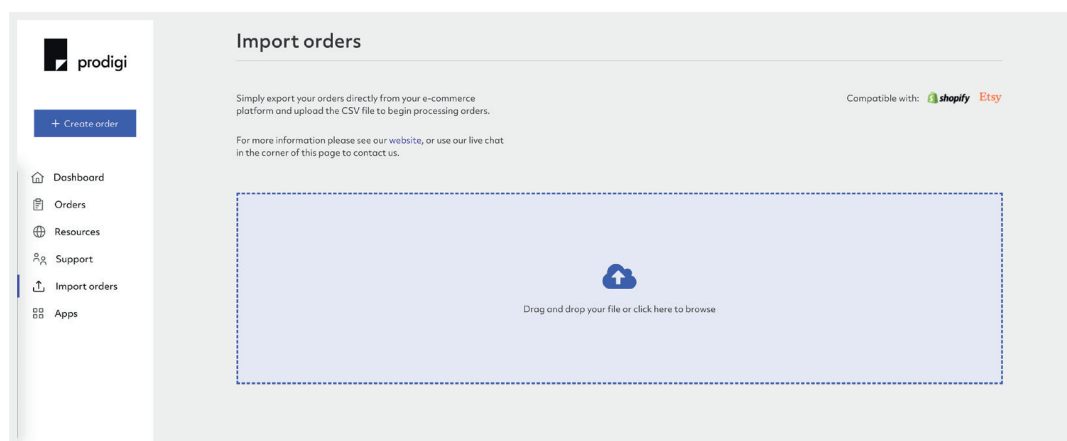 prodigi
+ Create order
Dashboard
Orders
Resources
Support
Import orders
Apps
Import orders
Simply export your orders directly from your e-commerce
platform and upload the CSV file to begin processing orders.
For more information please see our website, or use our live chat
in the corner of this page to contact us.
Compatible with: shopify Etsy
Drag and drop your file or click here to browse